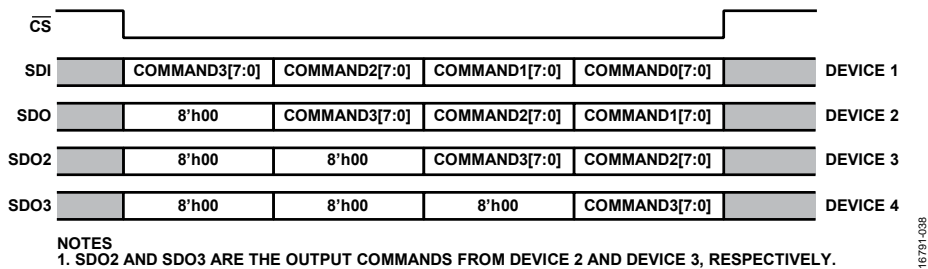 CS
SDI COMMAND3[7:0] COMMAND2[7:0] COMMAND1[7:0] COMMAND0[7:0] DEVICE 1
SDO 8'h00 COMMAND3[7:0] COMMAND2[7:0] COMMAND1[7:0] DEVICE 2
SDO2 8'h00 8'h00 COMMAND3[7:0] COMMAND2[7:0] DEVICE 3
SDO3 8'h00 8'h00 8'h00 COMMAND3[7:0] DEVICE 4
NOTES
1. SDO2 AND SDO3 ARE THE OUTPUT COMMANDS FROM DEVICE 2 AND DEVICE 3, RESPECTIVELY.
16791-038